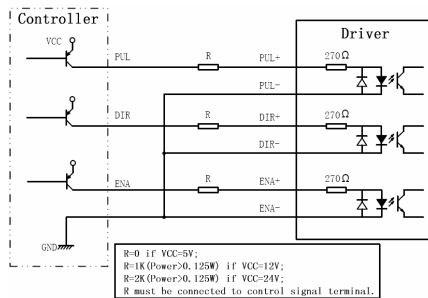 Controller
Driver
VCC
PUL
R
PUL+
270Ω
PUL-
DIR
R
DIR+
270Ω
DIR-
ENA
R
ENA+
270Ω
ENA-
GND
R=0 if VCC=5V;
R=1K(Power>0.125W) if VCC=12V;
R=2K(Power>0.125W) if VCC=24V;
R must be connected to control signal terminal.